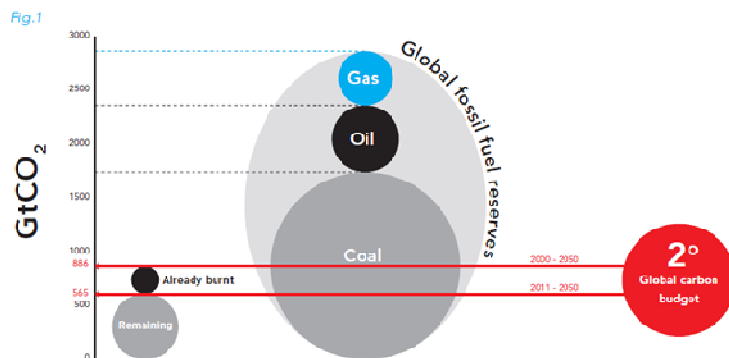 Fig.1
3000
2500
2000
1500
1000
886
565
500
0
GtCO2
Gas
Oil
Coal
Global fossil fuel reserves
Already burnt
Remaining
2000 - 2050
2011 - 2050
2°
Global carbon
budget